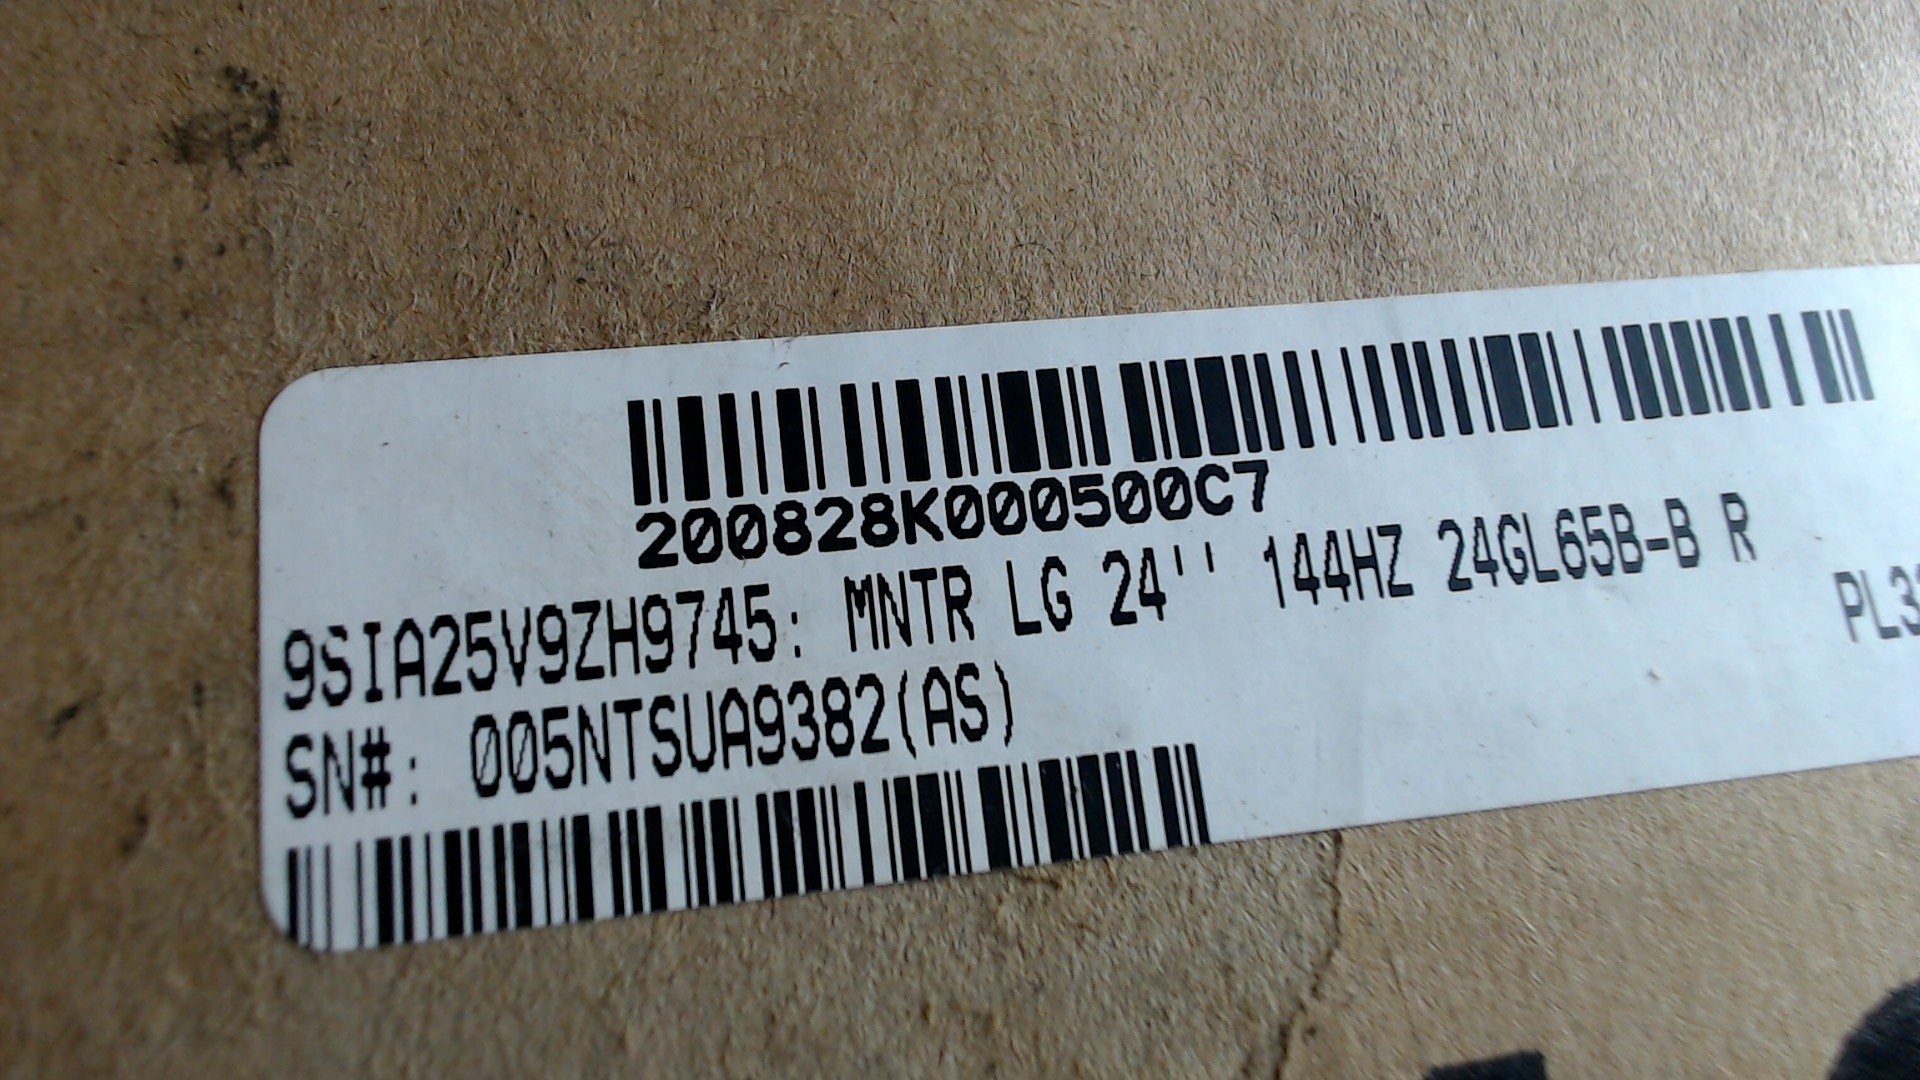 200828K000500C7
9SIA25V9ZH9745: MNTR LG 24'' 144HZ 24GL65B-B R
SN#: 005NTSUA9382(AS)